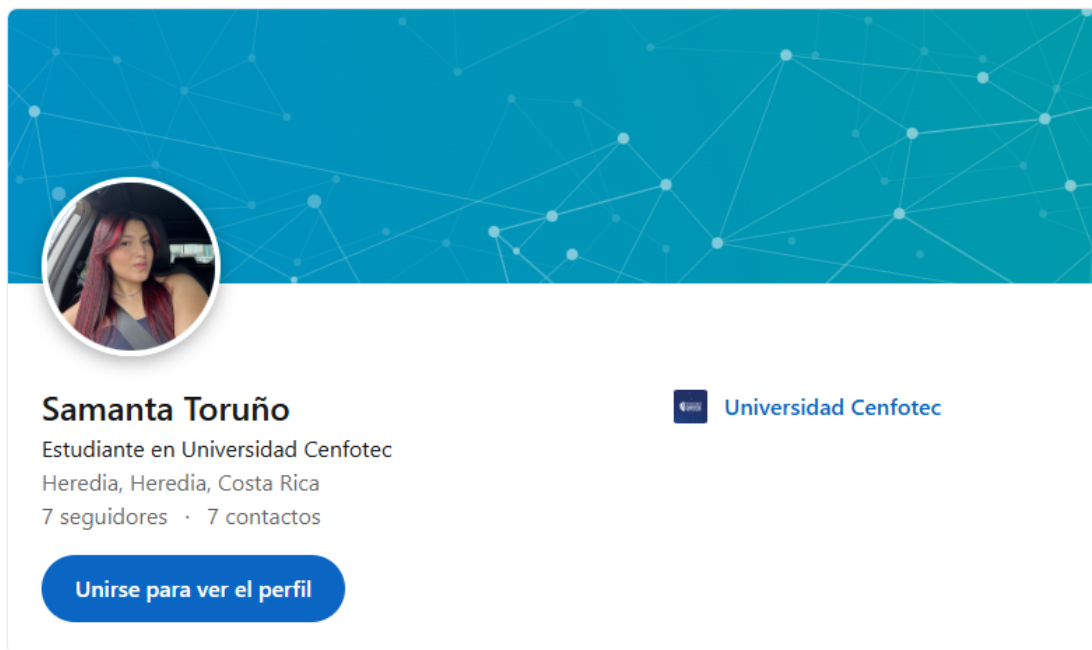 Samanta Toruño
Universidad Cenfotec
Estudiante en Universidad Cenfotec
Heredia, Heredia, Costa Rica
7 seguidores · 7 contactos
Unirse para ver el perfil